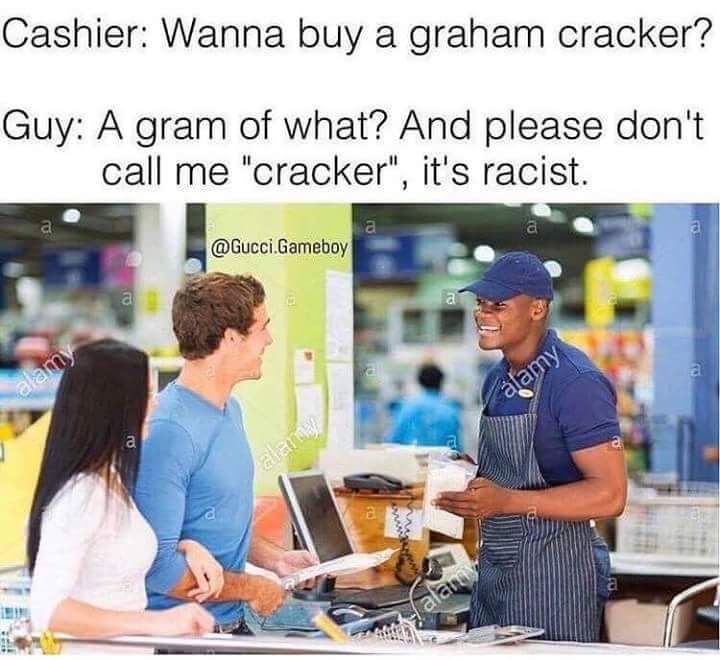 Cashier: Wanna buy a graham cracker?
Guy: A gram of what? And please don't
call me "cracker", it's racist.
@Gucci.Gameboy
a
a
a
a
a
a
alamy
a
a
alamy
a
a
alamy
a
a
a
a
alamy
a